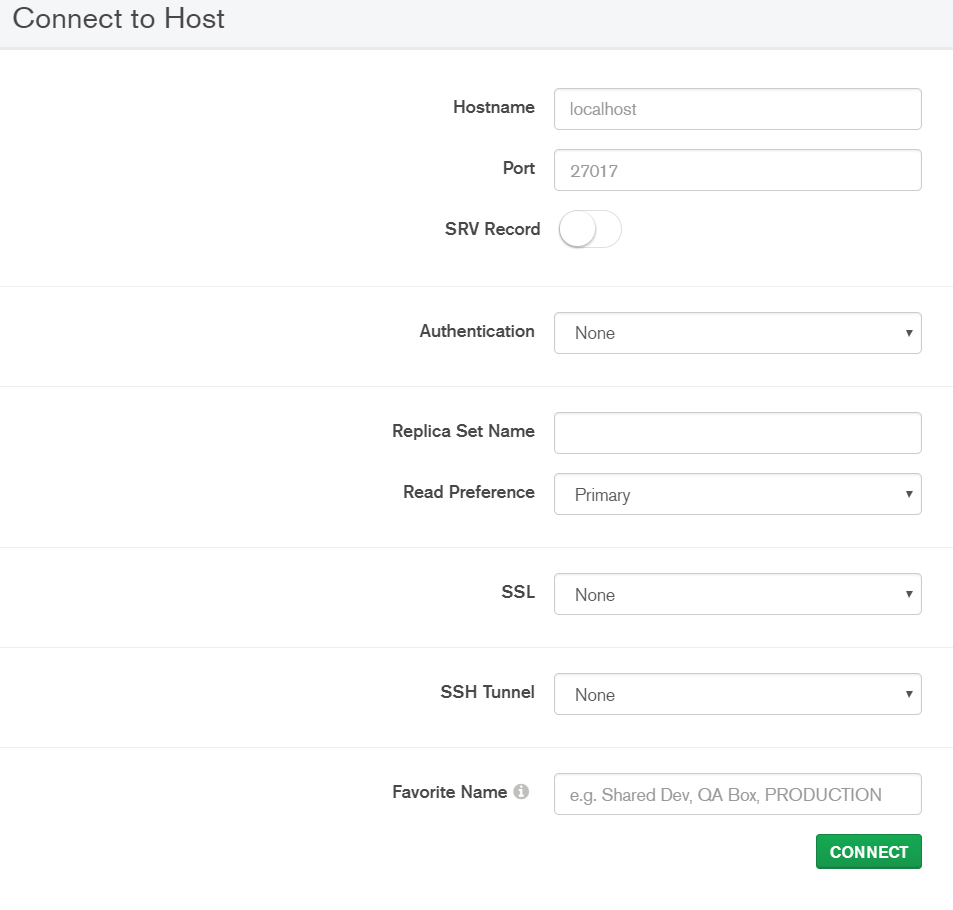 Connect to Host
Hostname localhost
Port 27017
SRV Record
Authentication None
Replica Set Name
Read Preference Primary
SSL None
SSH Tunnel None
Favorite Name e.g. Shared Dev, QA Box, PRODUCTION
CONNECT